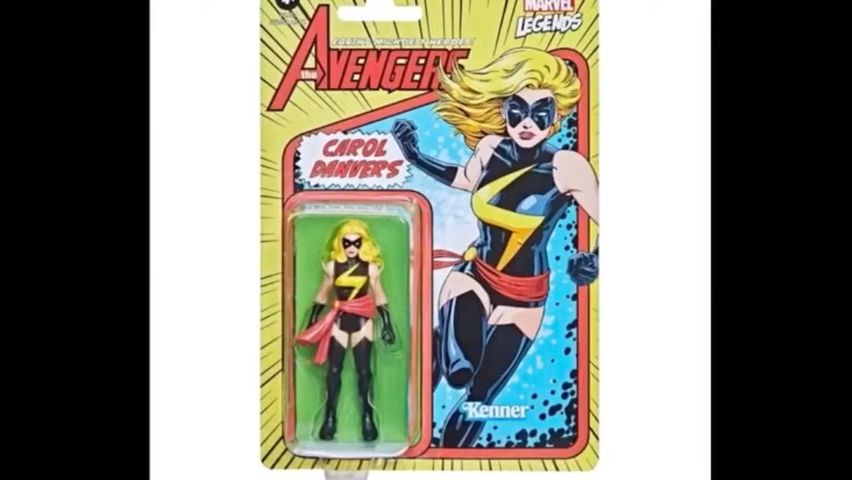 MARVEL
LEGENDS
EARTH'S MIGHTIEST HEROES!
the AVENGERS
CAROL
DANVERS
Kenner